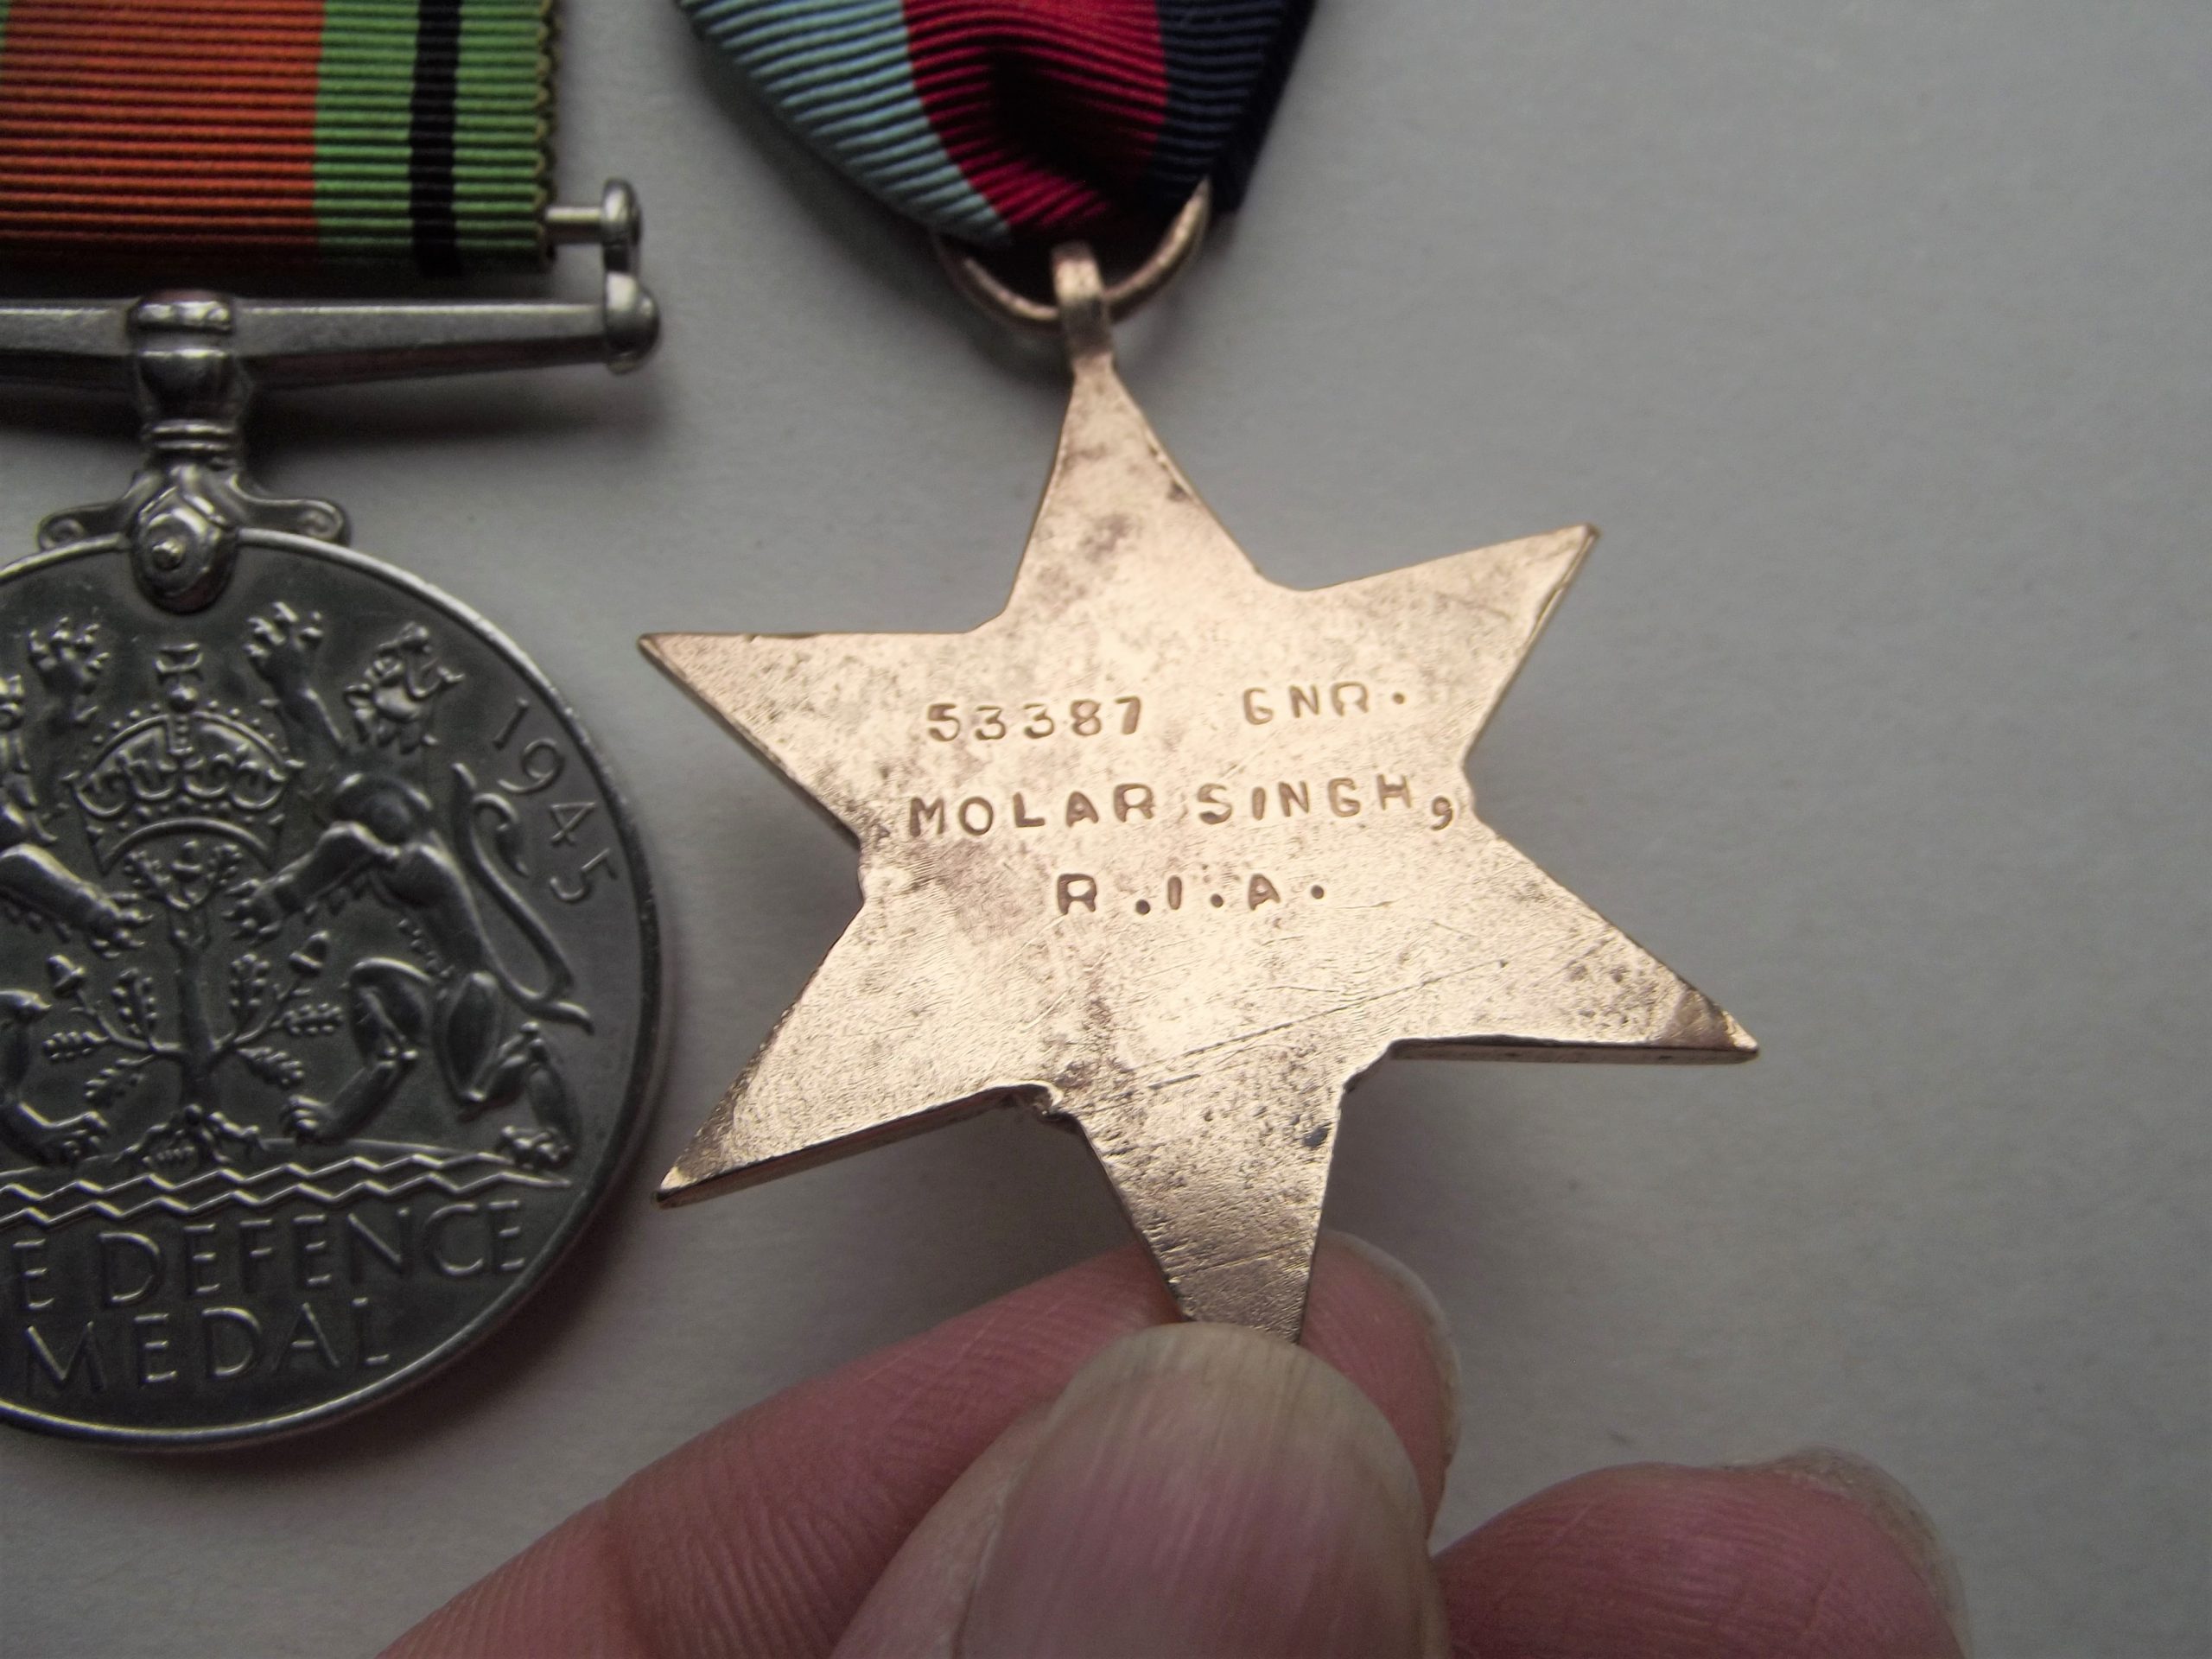 1945
E DEFENCE
MEDAL
53387 GNR.
MOLAR SINGH,
R.I.A.